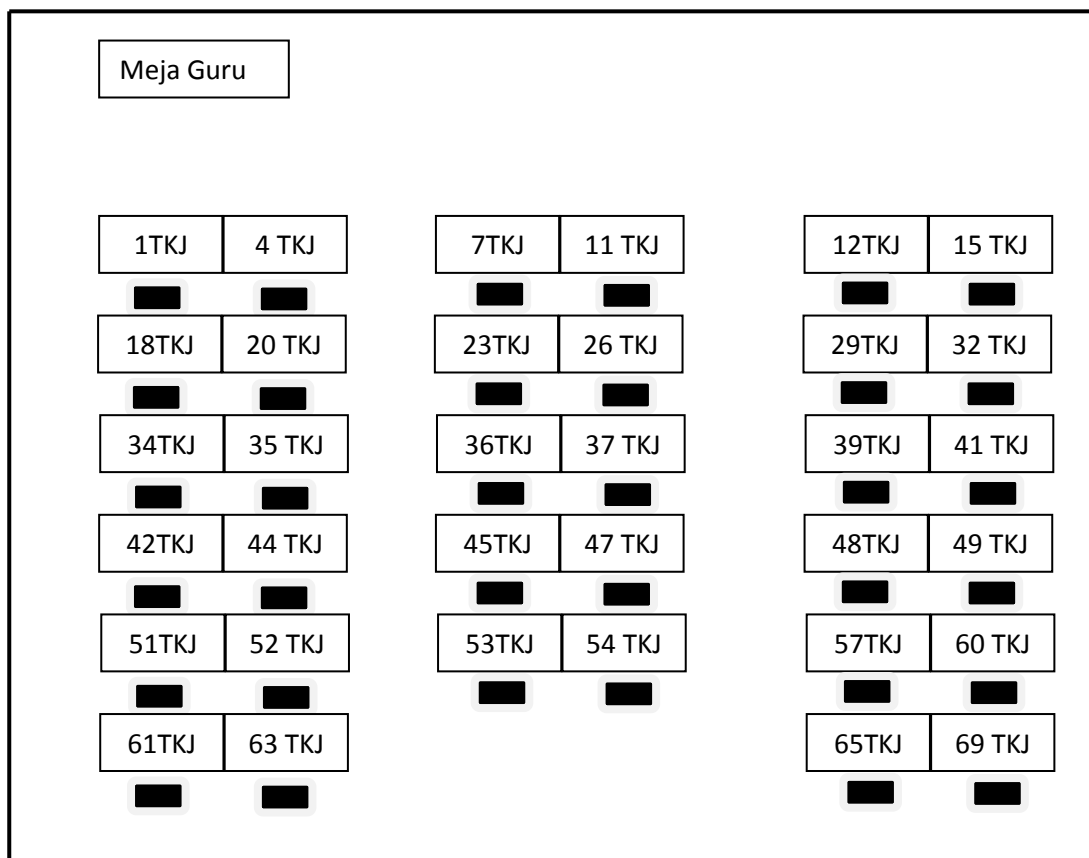 Meja Guru
1TKJ 4 TKJ 7TKJ 11 TKJ 12TKJ 15 TKJ
18TKJ 20 TKJ 23TKJ 26 TKJ 29TKJ 32 TKJ
34TKJ 35 TKJ 36TKJ 37 TKJ 39TKJ 41 TKJ
42TKJ 44 TKJ 45TKJ 47 TKJ 48TKJ 49 TKJ
51TKJ 52 TKJ 53TKJ 54 TKJ 57TKJ 60 TKJ
61TKJ 63 TKJ 65TKJ 69 TKJ